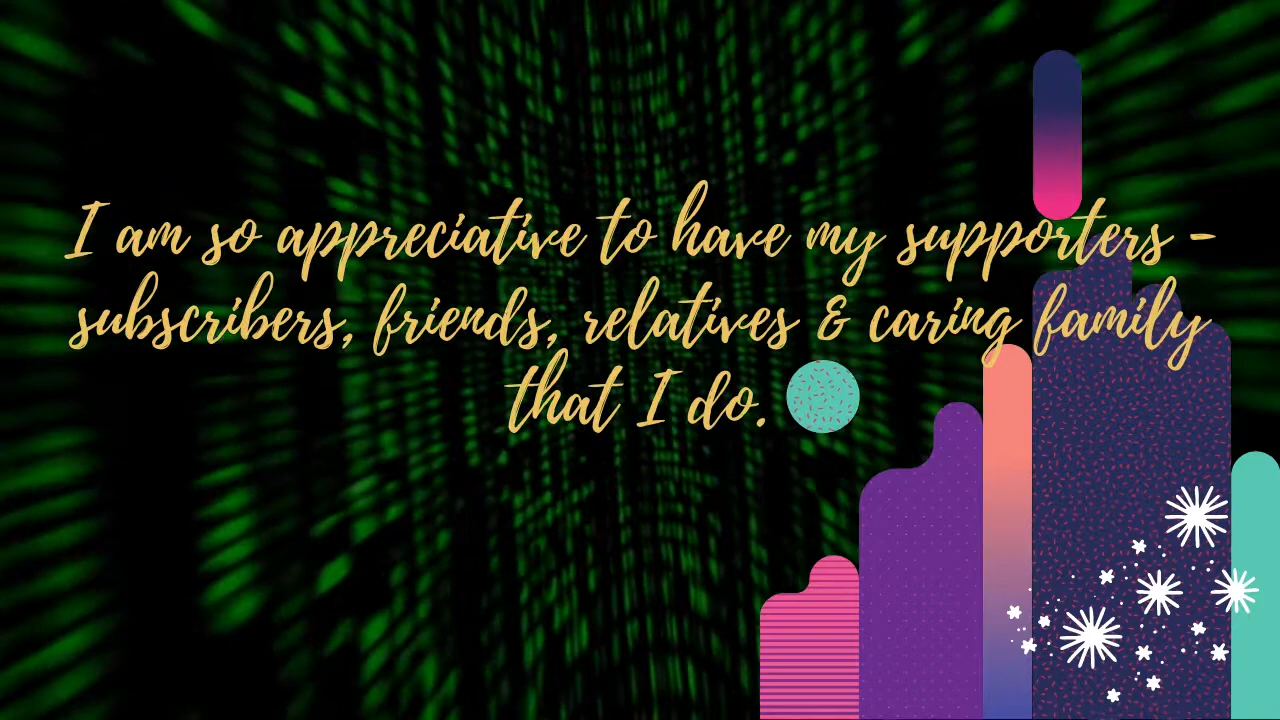 I am so appreciative to have my supporters -
subscribers, friends, relatives & caring family
that I do.